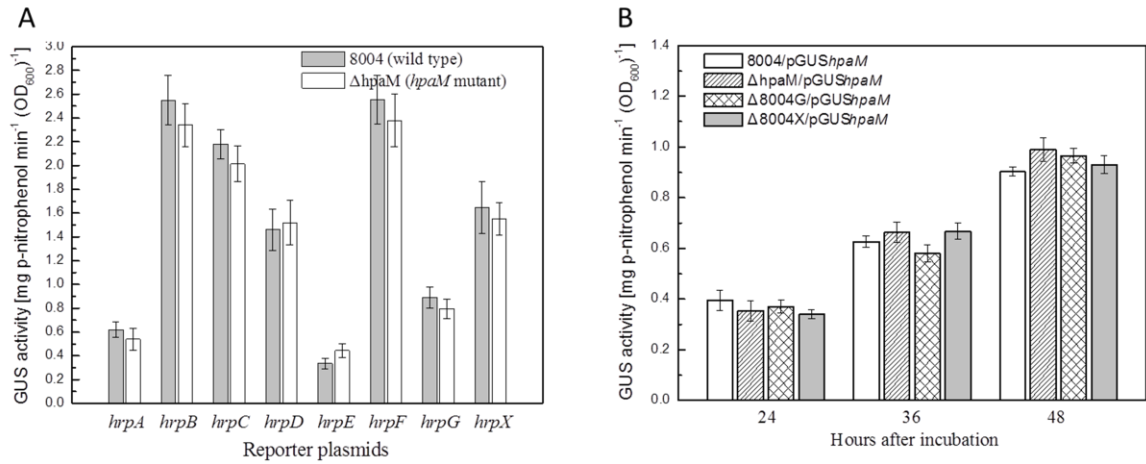 A
GUS activity [mg p-nitrophenol min⁻¹ (OD₆₀₀)⁻¹]
3.0
2.8
2.6
2.4
2.2
2.0
1.8
1.6
1.4
1.2
1.0
0.8
0.6
0.4
0.2
0.0
8004 (wild type)
ΔhpaM (hpaM mutant)
hrpA hrpB hrpC hrpD hrpE hrpF hrpG hrpX
Reporter plasmids
B
GUS activity [mg p-nitrophenol min⁻¹ (OD₆₀₀)⁻¹]
1.4
1.2
1.0
0.8
0.6
0.4
0.2
0.0
8004/pGUShpaM
ΔhpaM/pGUShpaM
Δ8004G/pGUShpaM
Δ8004X/pGUShpaM
24 36 48
Hours after incubation